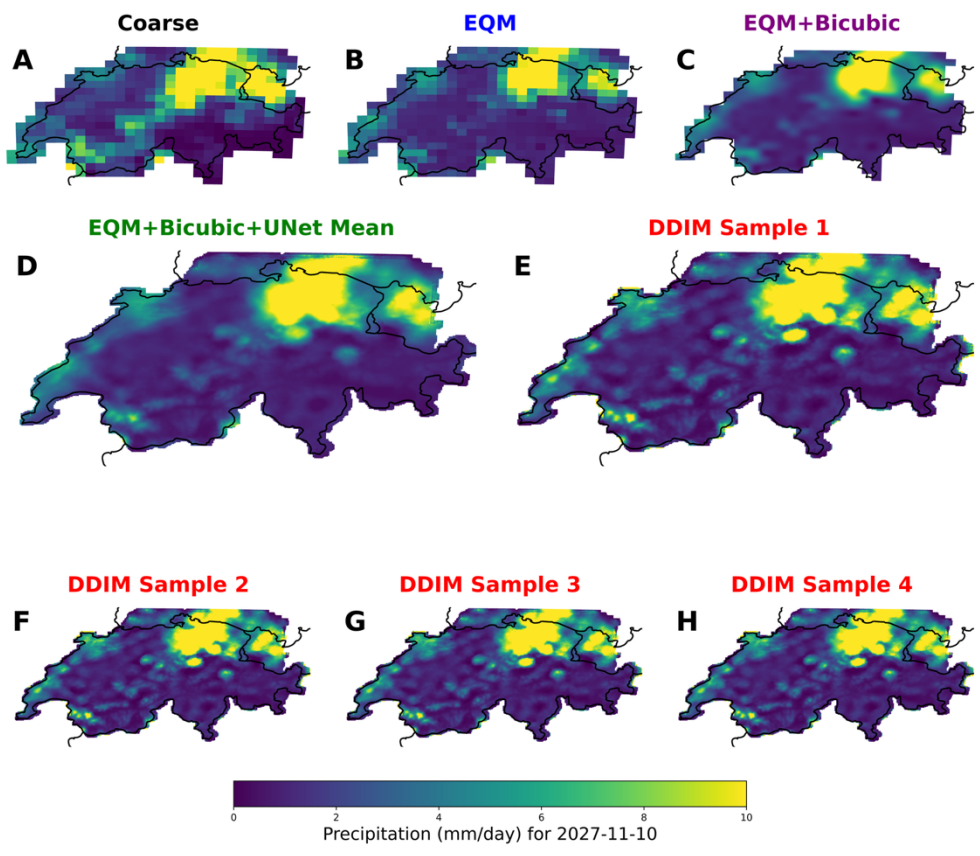 Coarse
EQM
EQM+Bicubic
A
B
C
EQM+Bicubic+UNet Mean
DDIM Sample 1
D
E
DDIM Sample 2
DDIM Sample 3
DDIM Sample 4
F
G
H
0
2
4
6
8
10
Precipitation (mm/day) for 2027-11-10